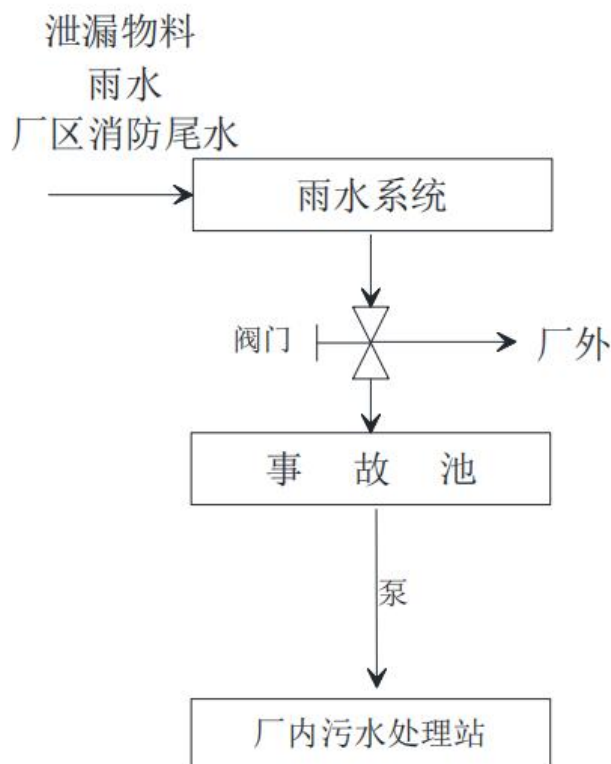 泄漏物料
雨水
厂区消防尾水
雨水系统
阀门
厂外
事故池
泵
厂内污水处理站